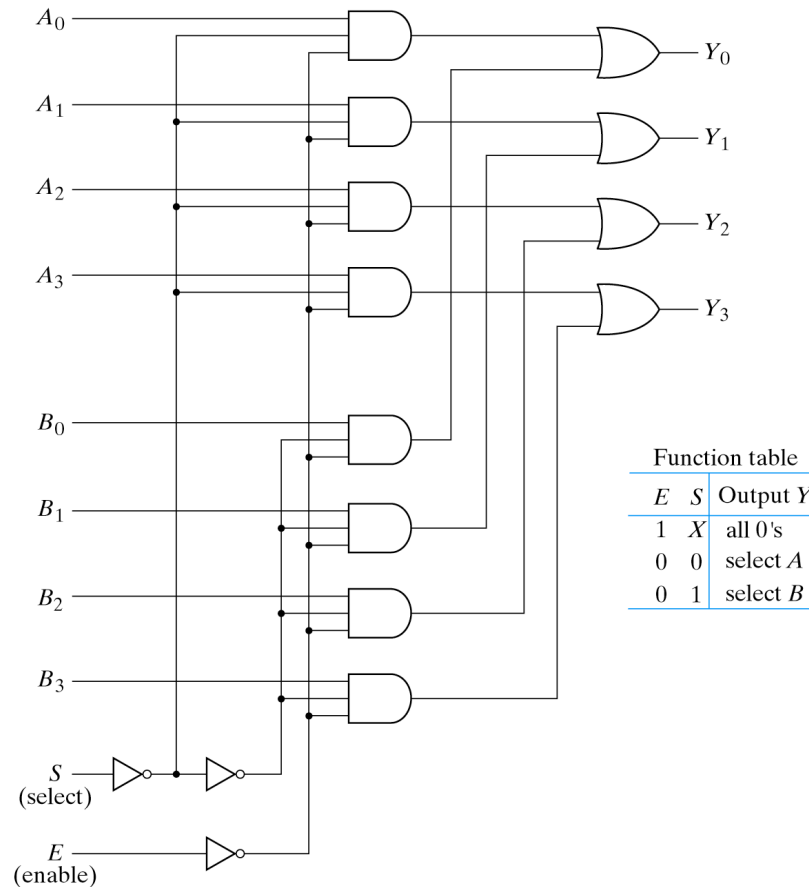 A0
Y0
A1
Y1
A2
Y2
A3
Y3
B0
B1
B2
B3
S
(select)
E
(enable)
Function table
E S Output Y
1 X all 0's
0 0 select A
0 1 select B